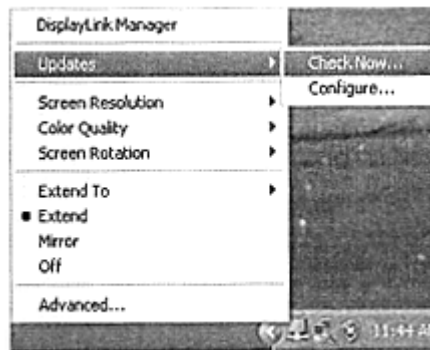 DisplayLink Manager
Updates
Check Now...
Configure...
Screen Resolution
Color Quality
Screen Rotation
Extend To
Extend
Mirror
Off
Advanced...
11:44 A